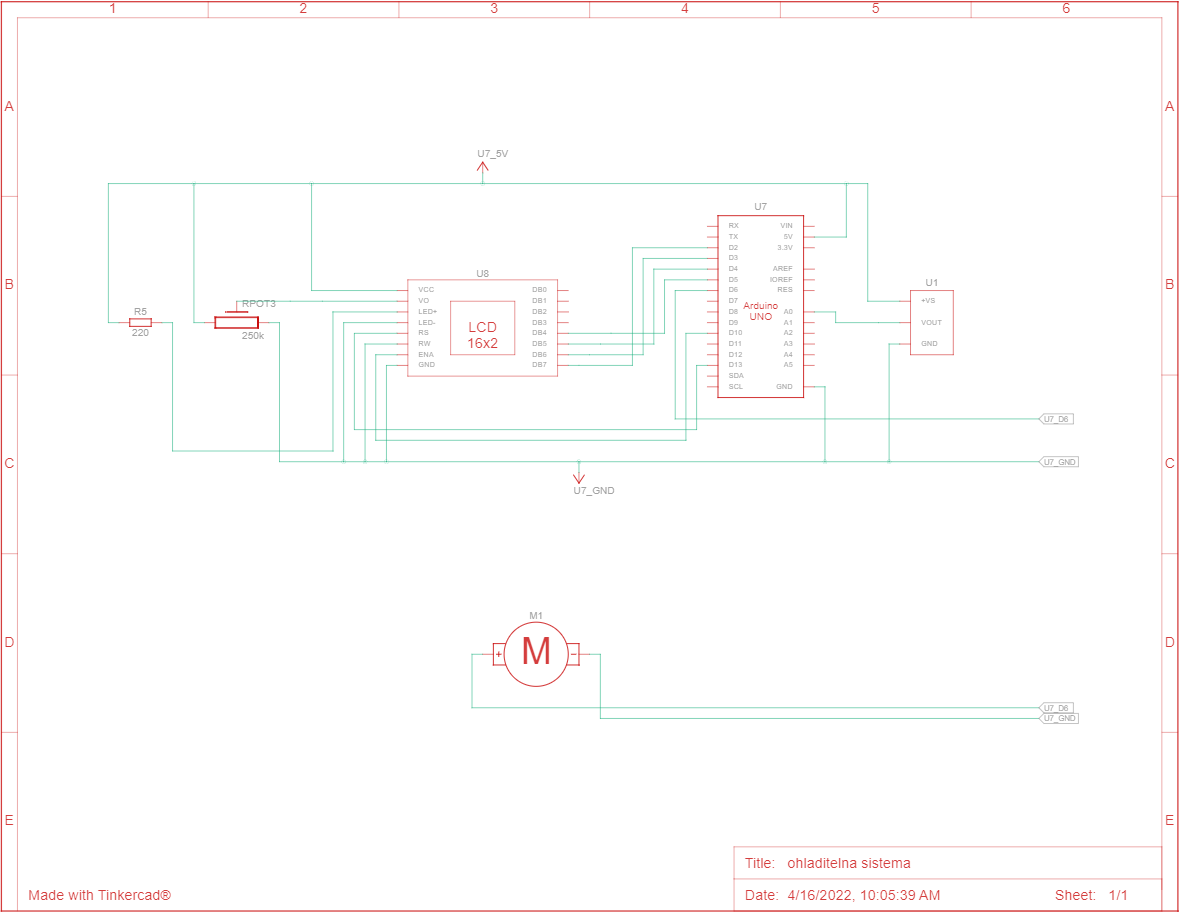 1 2 3 4 5 6
A A
U7_5V
U7
RX VIN
TX 5V
D2 3.3V
D3
D4 AREF
D5 IOREF
D6 RES
D7
D8 A0
D9 A1
D10 A2
D11 A3
D12 A4
D13 A5
SDA
SCL GND
Arduino
UNO
B B
U8
VCC DB0
VO DB1
LED+ DB2
LED- DB3
RS DB4
RW DB5
ENA DB6
GND DB7
LCD
16x2
U1
+VS
VOUT
GND
R5
220
RPOT3
250k
U7_D6
C C
U7_GND
U7_GND
M1
+ M -
D D
U7_D6
U7_GND
E E
Title: ohladitelna sistema
Made with Tinkercad®
Date: 4/16/2022, 10:05:39 AM Sheet: 1/1